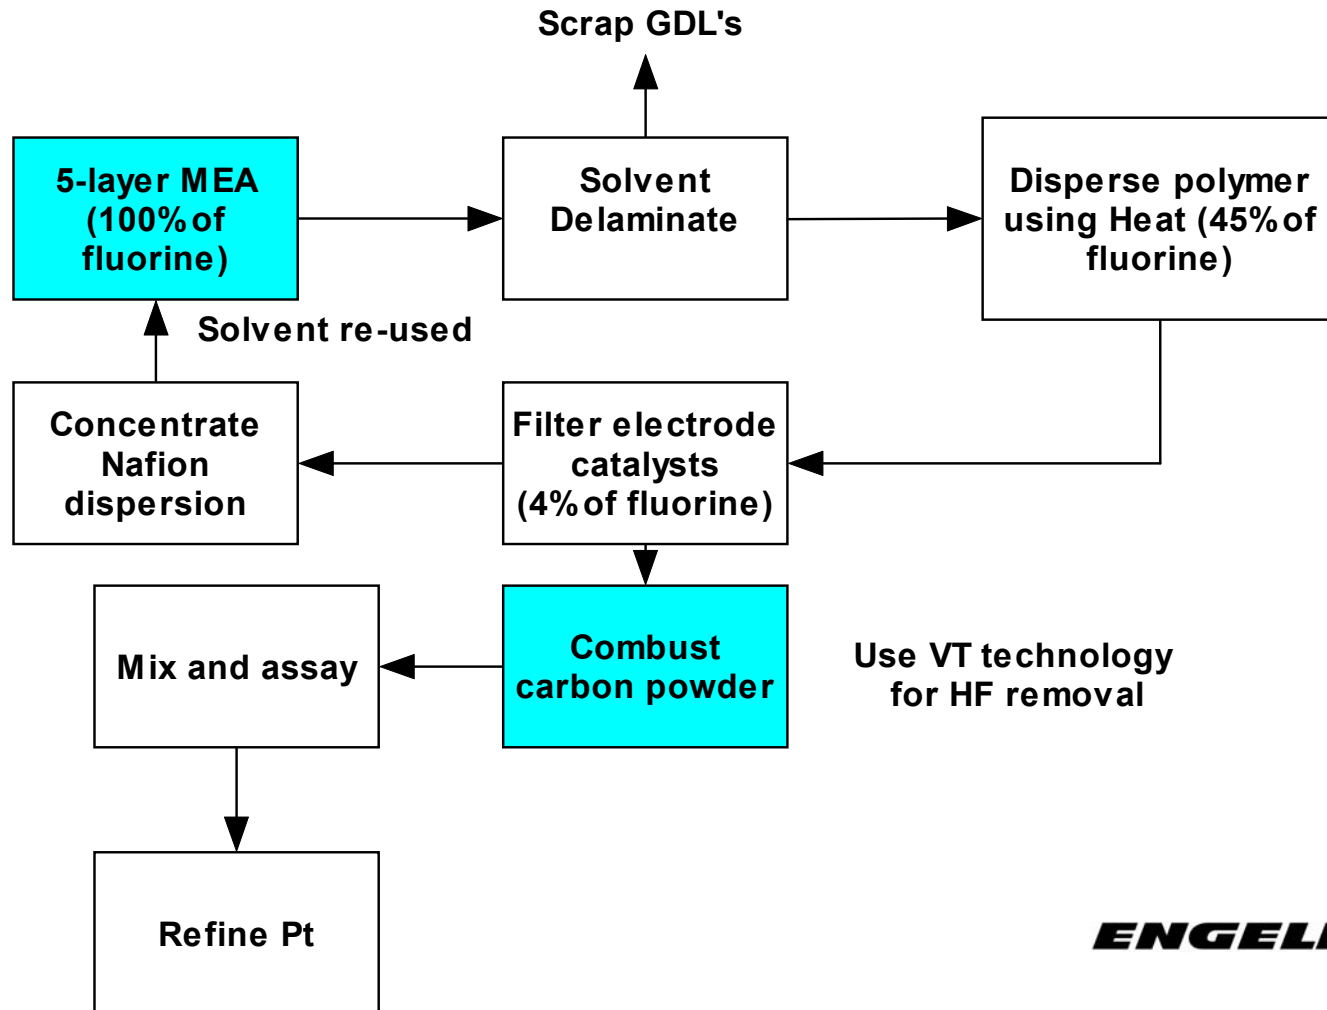 Scrap GDL's
5-layer MEA
(100% of
fluorine)
Solvent
Delaminate
Disperse polymer
using Heat (45% of
fluorine)
Solvent re-used
Concentrate
Nafion
dispersion
Filter electrode
catalysts
(4% of fluorine)
Mix and assay
Combust
carbon powder
Use VT technology
for HF removal
Refine Pt